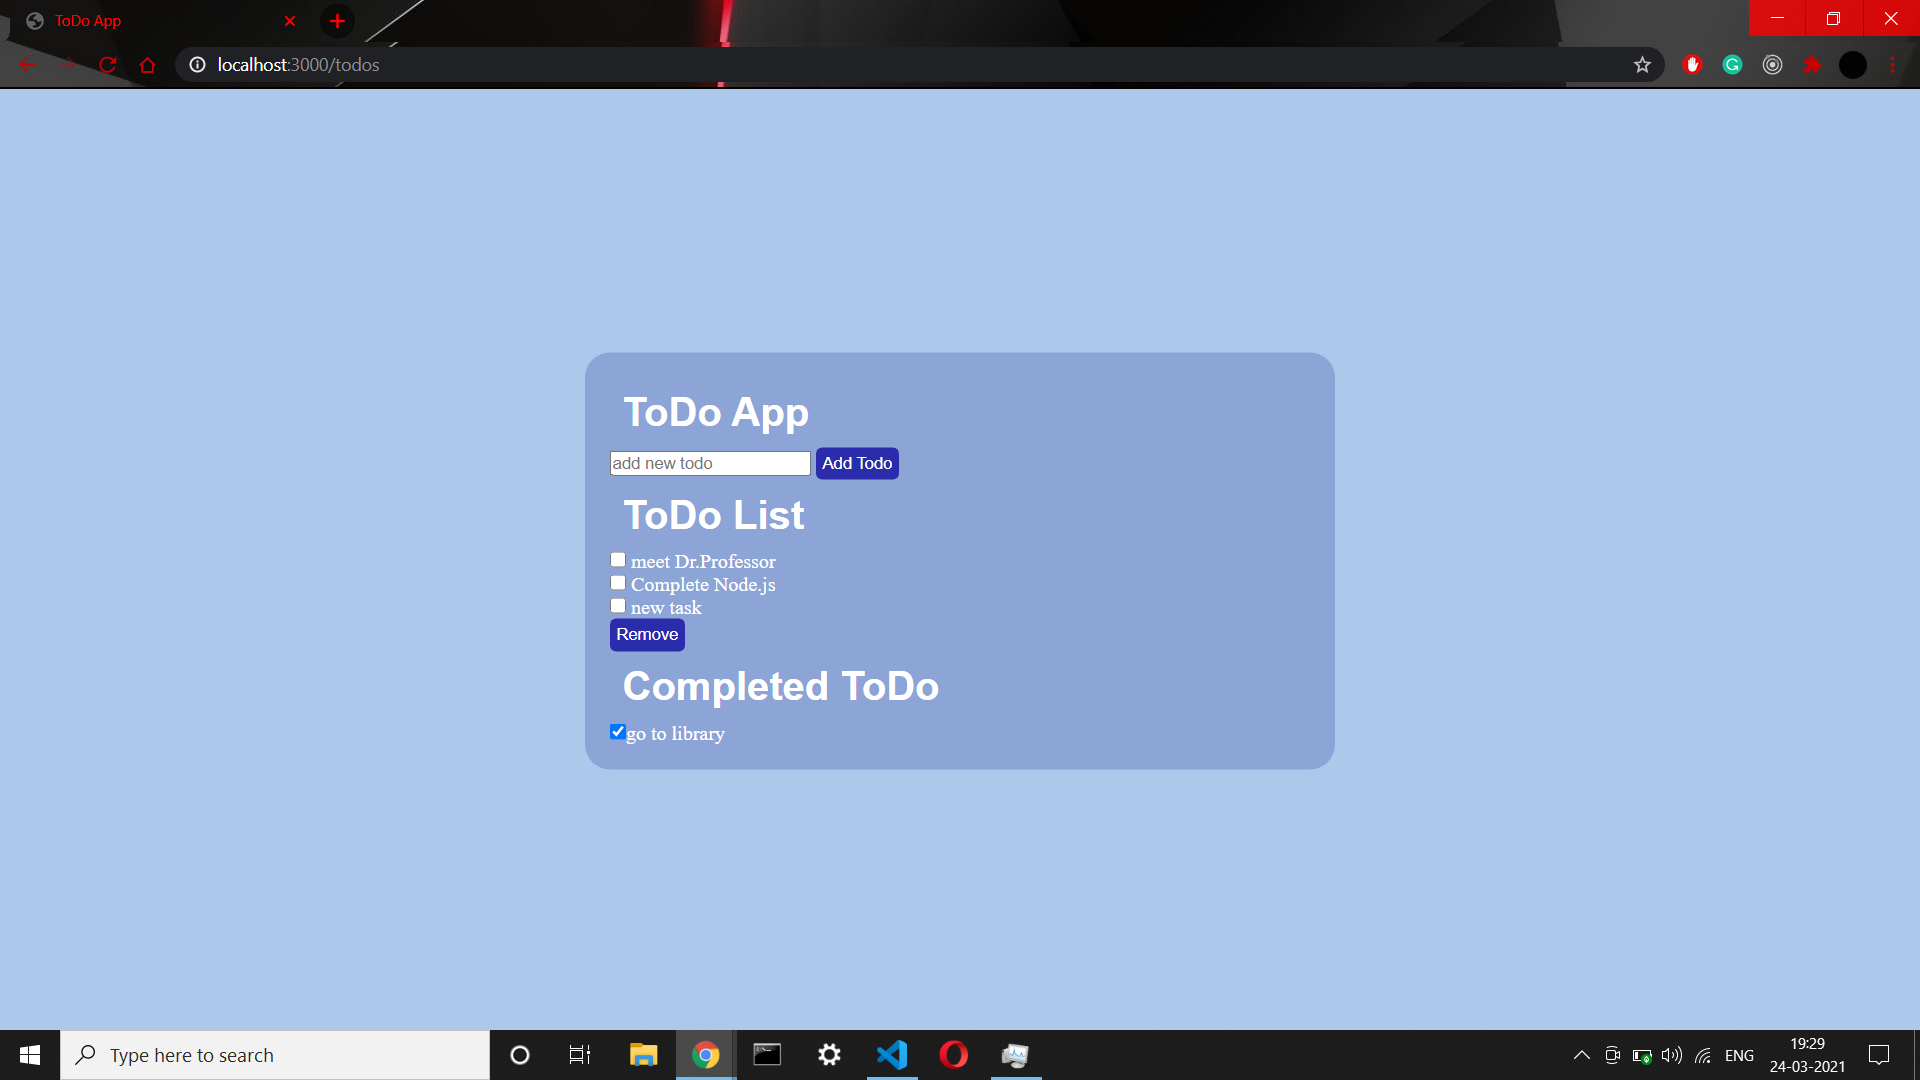 ToDo App
localhost:3000/todos
ToDo App
add new todo Add Todo
ToDo List
meet Dr.Professor
Complete Node.js
new task
Remove
Completed ToDo
go to library
Type here to search
ENG
19:29
24-03-2021